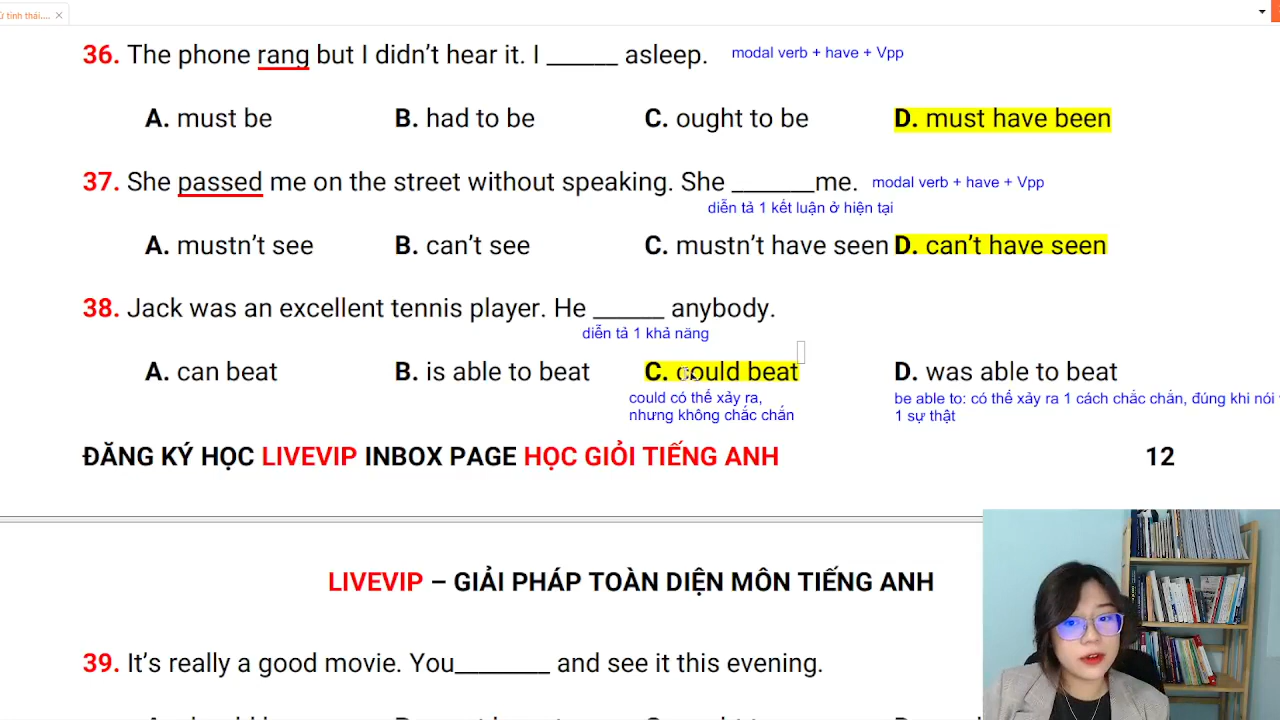 ừ tình thái....
36. The phone rang but I didn't hear it. I ______ asleep. modal verb + have + Vpp
A. must be B. had to be C. ought to be D. must have been
37. She passed me on the street without speaking. She _______me. modal verb + have + Vpp
diễn tả 1 kết luận ở hiện tại
A. mustn't see B. can't see C. mustn't have seen D. can't have seen
38. Jack was an excellent tennis player. He ______ anybody.
diễn tả 1 khả năng
A. can beat B. is able to beat C. could beat D. was able to beat
could có thể xảy ra, be able to: có thể xảy ra 1 cách chắc chắn, đúng khi nói
nhưng không chắc chắn 1 sự thật
ĐĂNG KÝ HỌC LIVEVIP INBOX PAGE HỌC GIỎI TIẾNG ANH 12
LIVEVIP – GIẢI PHÁP TOÀN DIỆN MÔN TIẾNG ANH
39. It's really a good movie. You________ and see it this evening.